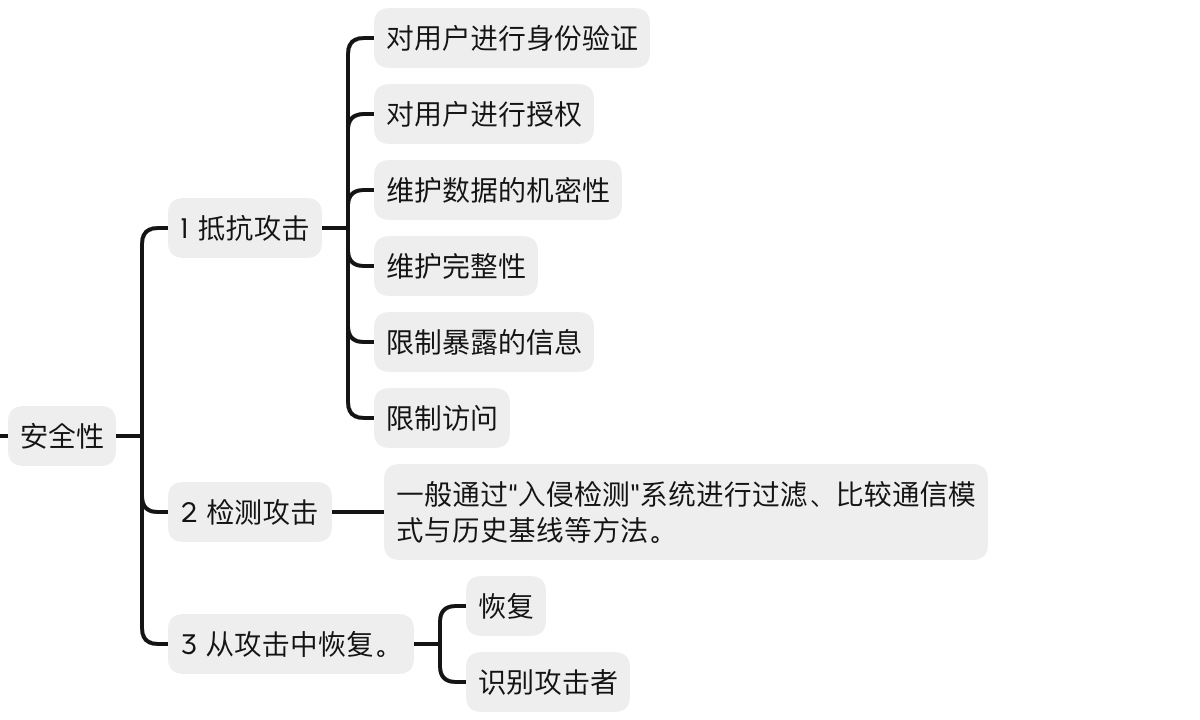 对用户进行身份验证
对用户进行授权
维护数据的机密性
1 抵抗攻击
维护完整性
限制暴露的信息
限制访问
安全性
一般通过"入侵检测"系统进行过滤、比较通信模
式与历史基线等方法。
2 检测攻击
恢复
3 从攻击中恢复。
识别攻击者